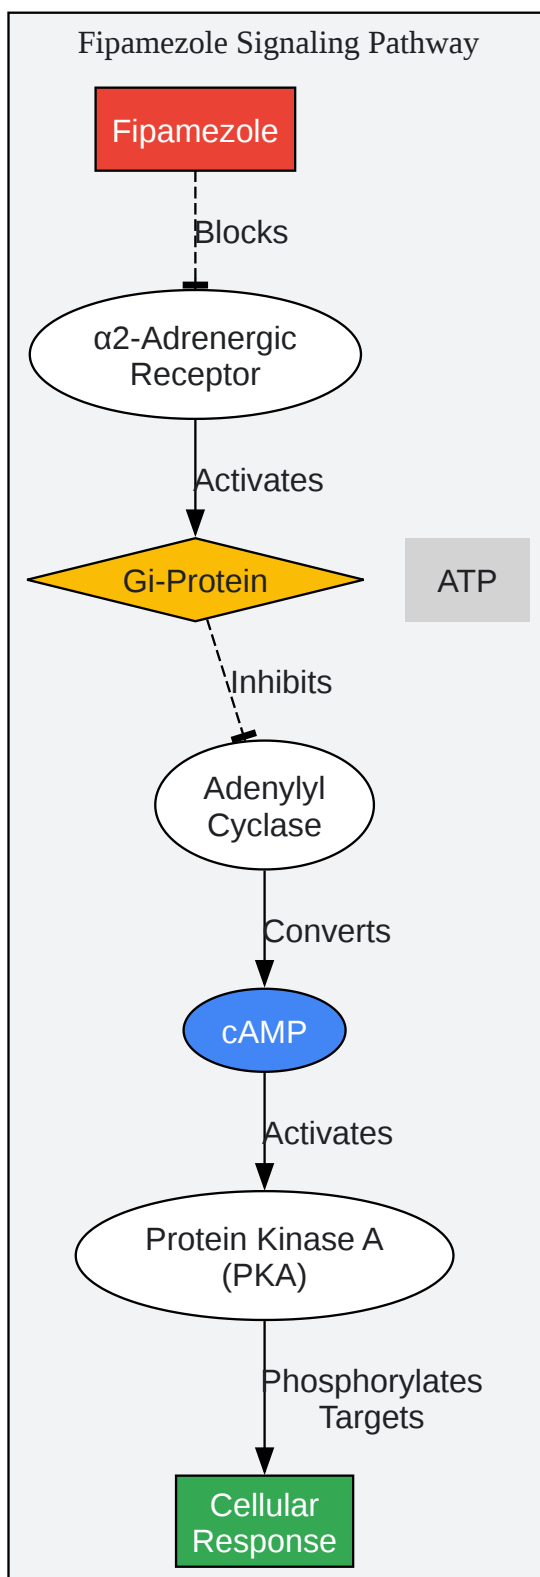 Fipamezole Signaling Pathway
Fipamezole
Blocks
α2-Adrenergic
Receptor
Activates
Gi-Protein
ATP
Inhibits
Adenylyl
Cyclase
Converts
cAMP
Activates
Protein Kinase A
(PKA)
Phosphorylates
Targets
Cellular
Response